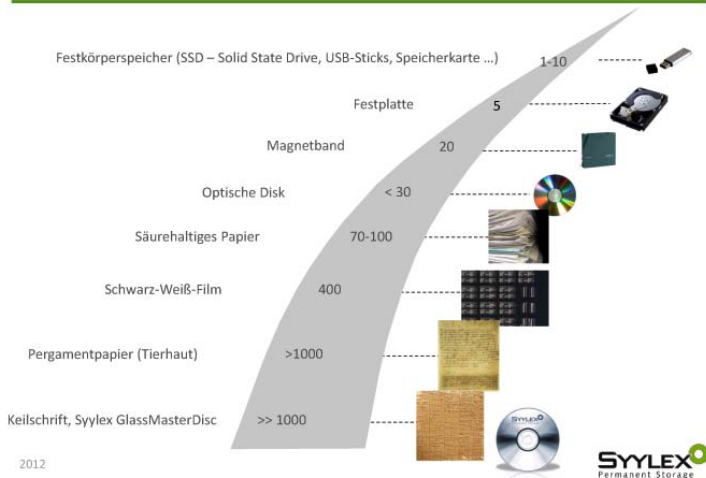 Festkörperspeicher (SSD – Solid State Drive, USB-Sticks, Speicherkarte ...) 1-10
Festplatte 5
Magnetband 20
Optische Disk < 30
Säurehaltiges Papier 70-100
Schwarz-Weiß-Film 400
Pergamentpapier (Tierhaut) >1000
Keilschrift, Syylex GlassMasterDisc >> 1000
SYYLEX
2012
SYYLEX
Permanent Storage